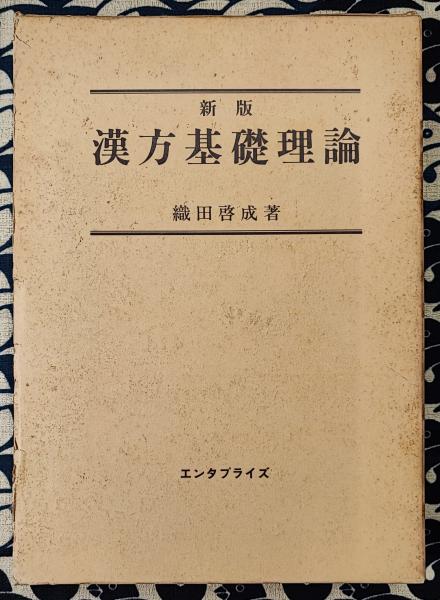 新版
漢方基礎理論
織田啓成著
エンタプライズ